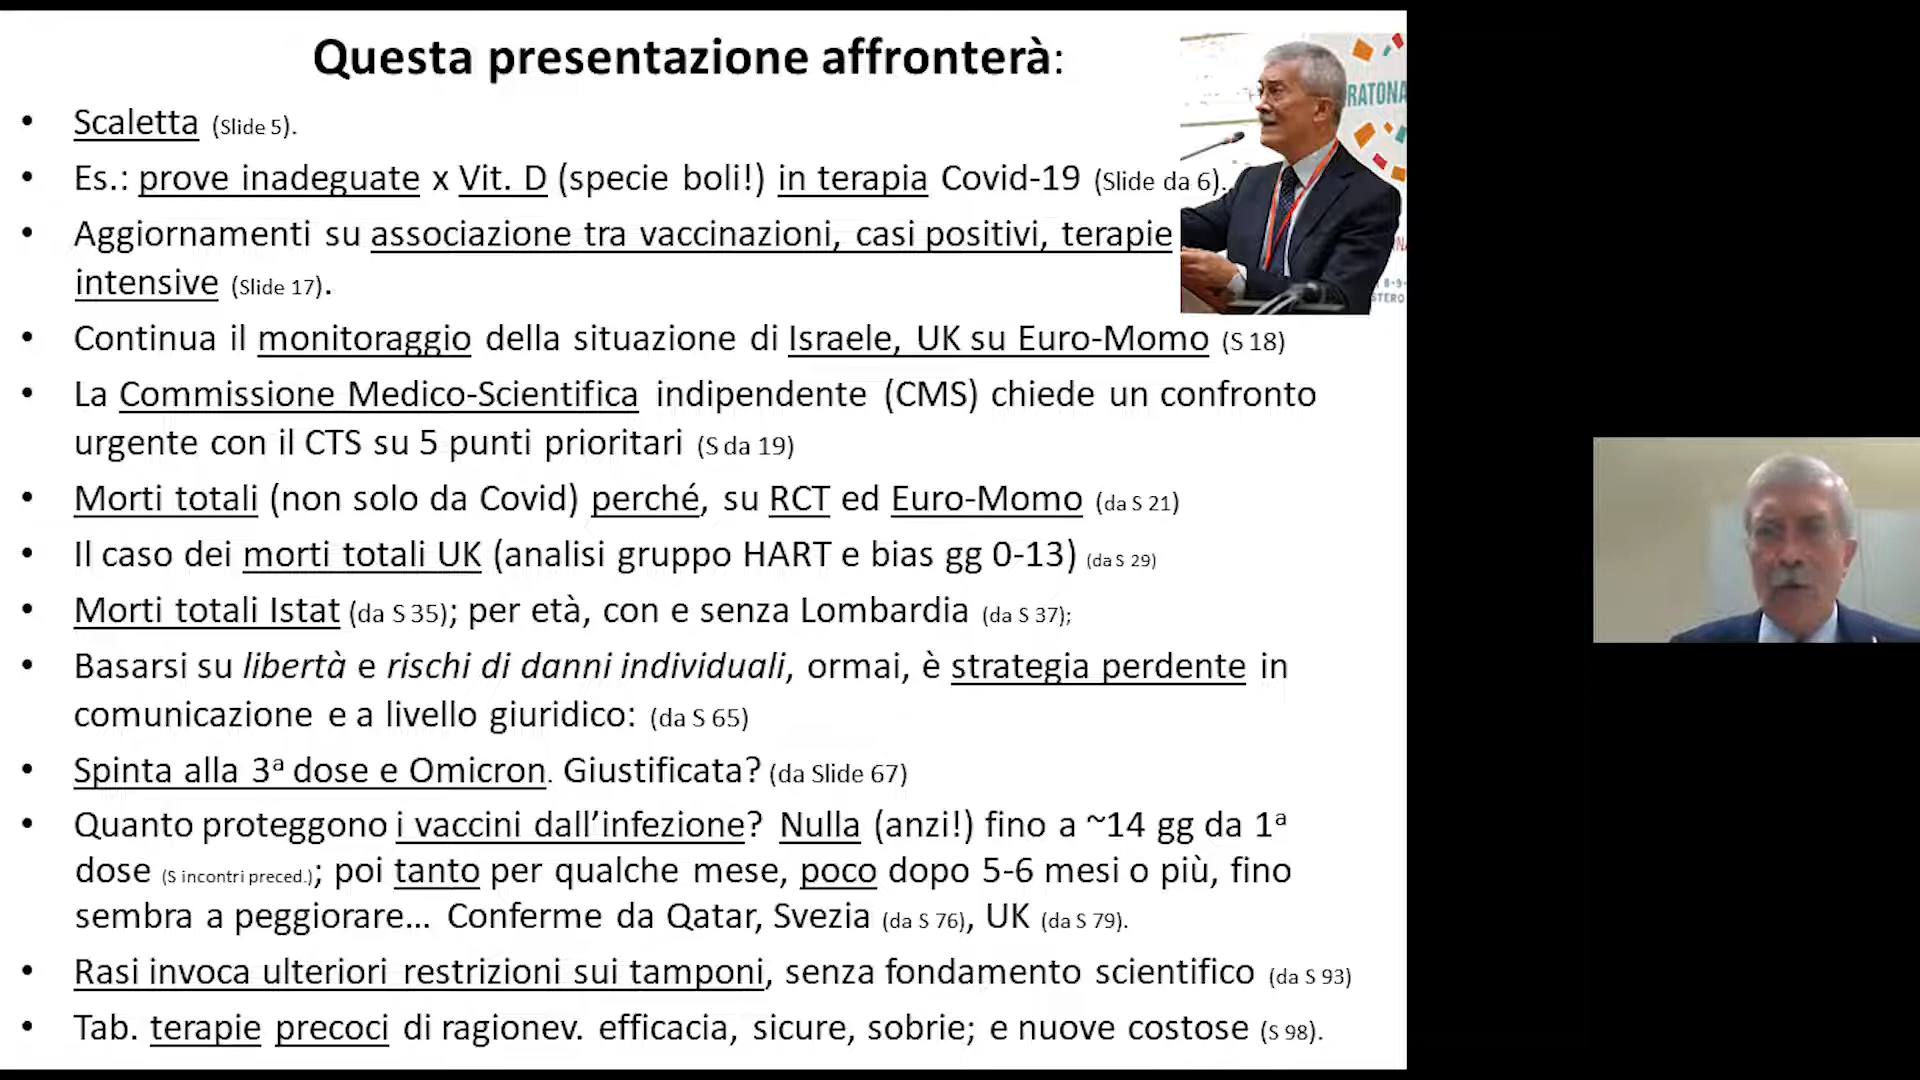 Questa presentazione affronterà:
• Scaletta (Slide 5).
• Es.: prove inadeguate x Vit. D (specie boli!) in terapia Covid-19 (Slide da 6)..
• Aggiornamenti su associazione tra vaccinazioni, casi positivi, terapie
intensive (Slide 17).
• Continua il monitoraggio della situazione di Israele, UK su Euro-Momo (S 18)
• La Commissione Medico-Scientifica indipendente (CMS) chiede un confronto
urgente con il CTS su 5 punti prioritari (S da 19)
• Morti totali (non solo da Covid) perché, su RCT ed Euro-Momo (da S 21)
• Il caso dei morti totali UK (analisi gruppo HART e bias gg 0-13) (da S 29)
• Morti totali Istat (da S 35); per età, con e senza Lombardia (da S 37);
• Basarsi su libertà e rischi di danni individuali, ormai, è strategia perdente in
comunicazione e a livello giuridico: (da S 65)
• Spinta alla 3ª dose e Omicron. Giustificata? (da Slide 67)
• Quanto proteggono i vaccini dall’infezione? Nulla (anzi!) fino a ~14 gg da 1ª
dose (S incontri preced.); poi tanto per qualche mese, poco dopo 5-6 mesi o più, fino
sembra a peggiorare… Conferme da Qatar, Svezia (da S 76), UK (da S 79).
• Rasi invoca ulteriori restrizioni sui tamponi, senza fondamento scientifico (da S 93)
• Tab. terapie precoci di ragionev. efficacia, sicure, sobrie; e nuove costose (S 98).
RATONA
8-9-
STERO